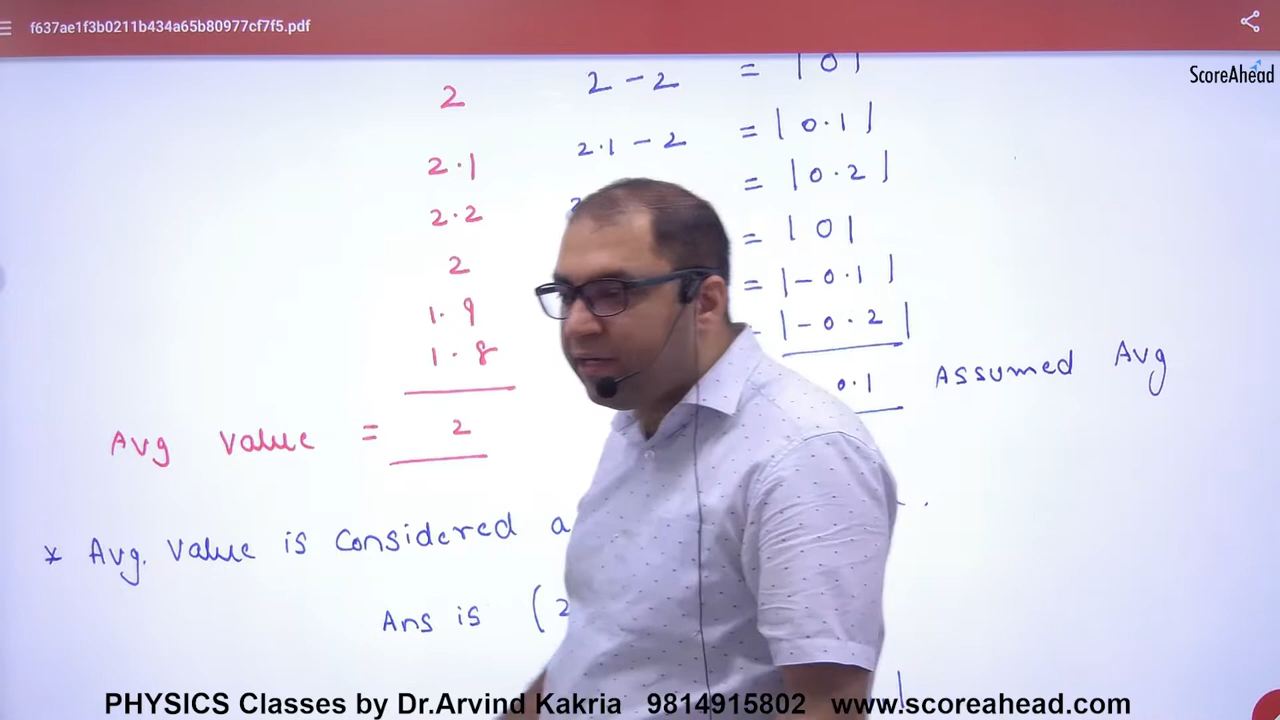 f637ae1f3b0211b434a65b80977cf7f5.pdf
ScoreAhead
2 2 - 2 = |0|
2.1 2.1 - 2 = |0.1|
2.2 = |0.2|
2 = |0|
1.9 = |-0.1|
1.8 |-0.2|
0.1 Assumed Avg
Avg value = 2
* Avg. Value is considered a
Ans is (2
PHYSICS Classes by Dr.Arvind Kakria 9814915802 www.scoreahead.com